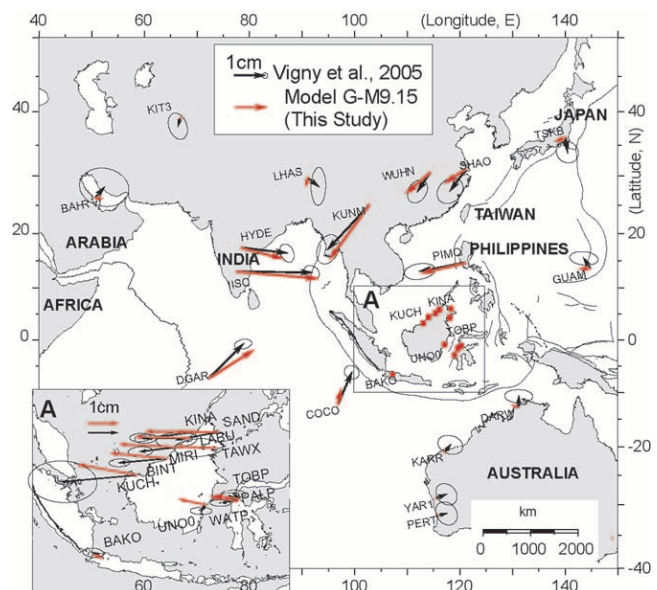 40 60 80 100 (Longitude, E) 140
1cm
Vigny et al., 2005
Model G-M9.15
(This Study)
KIT3
JAPAN
TSKB
40
40
(Latitude, N)
LHAS
WUHN
SHAO
BAHR
KUNM
TAIWAN
20
HYDE
20
ARABIA
INDIA
IISC
PIMO
PHILIPPINES
GUAM
AFRICA
A
KINA
KUCH
TOBP
0
0
UNO0
BAKO
DGAR
COCO
DARW
A
1cm
KINA
SAND
LABU
MIRI
TAWX
BINT
KUCH
TOBP
PALP
UNO0
WATP
BAKO
KARR
-20
AUSTRALIA
YAR1
PERT
km
0 1000 2000
-40
60 80 100 120 140